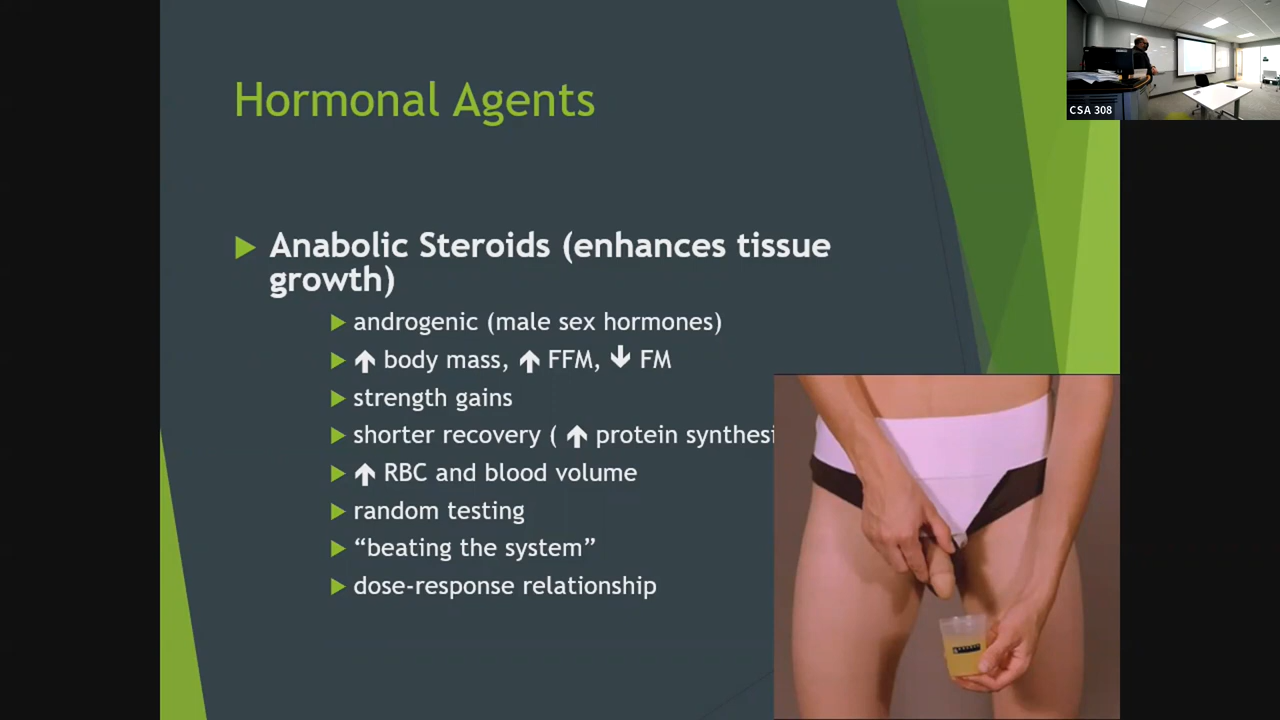 CSA 308
Hormonal Agents
Anabolic Steroids (enhances tissue
growth)
androgenic (male sex hormones)
↑ body mass, ↑ FFM, ↓ FM
strength gains
shorter recovery ( ↑ protein synthesi
↑ RBC and blood volume
random testing
“beating the system”
dose-response relationship